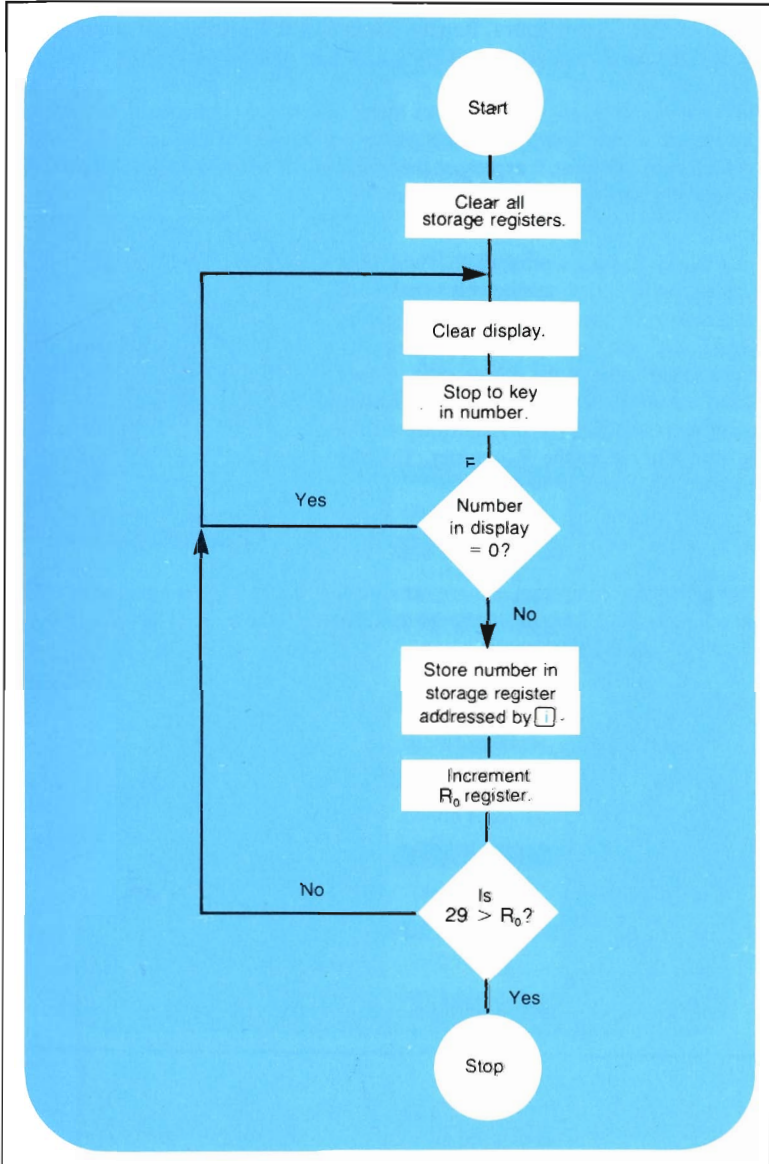 Start
Clear all
storage registers.
Clear display.
Stop to key
in number.
Yes
Number
in display
= 0?
No
Store number in
storage register
addressed by i.
Increment
R₀ register.
No
Is
29 > R₀?
Yes
Stop